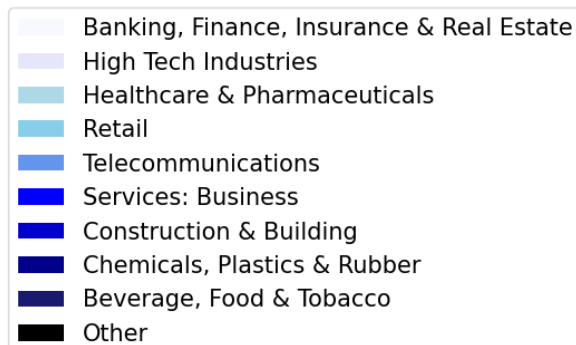 Banking, Finance, Insurance & Real Estate
High Tech Industries
Healthcare & Pharmaceuticals
Retail
Telecommunications
Services: Business
Construction & Building
Chemicals, Plastics & Rubber
Beverage, Food & Tobacco
Other